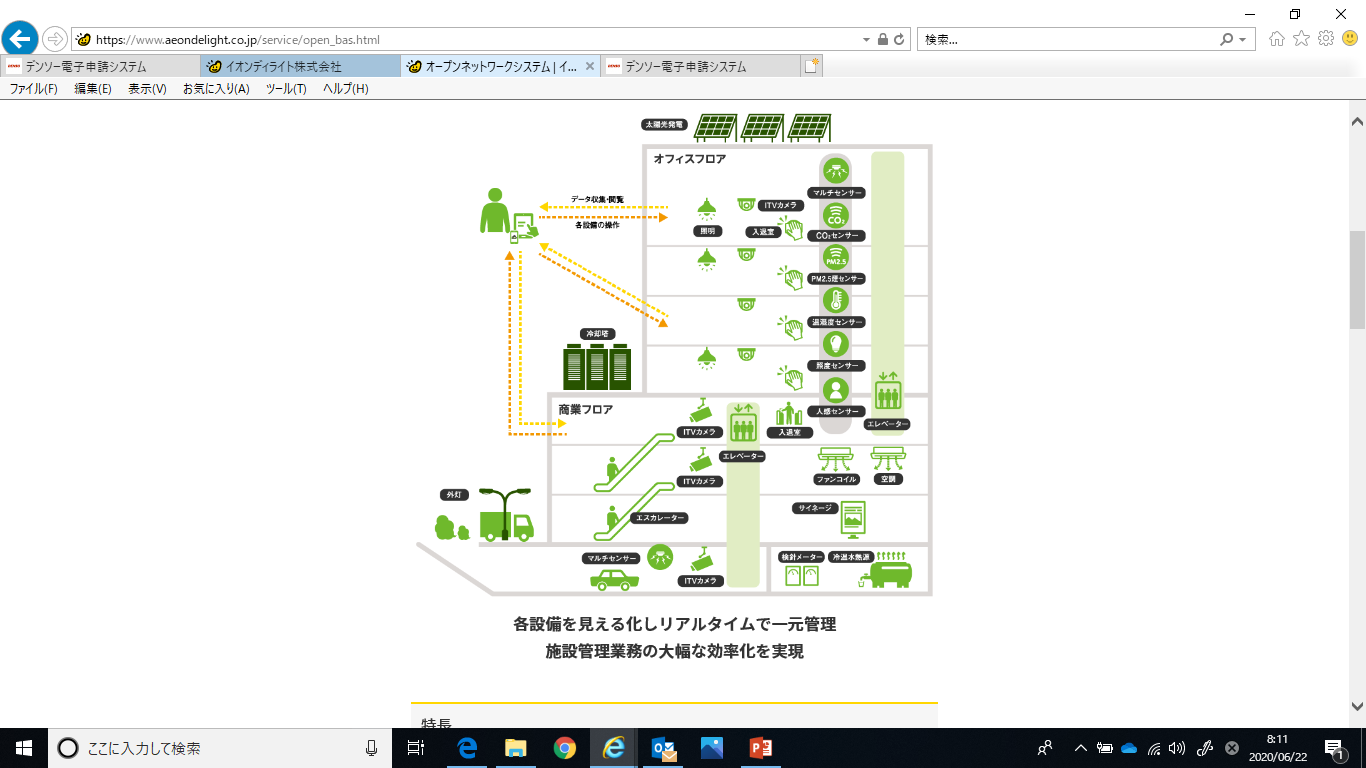 https://www.aeondelight.co.jp/service/open_bas.html
検索...
デンソー電子申請システム
イオンディライト株式会社
オープンネットワークシステム | イ...
デンソー電子申請システム
ファイル(F) 編集(E) 表示(V) お気に入り(A) ツール(T) ヘルプ(H)
太陽光発電
オフィスフロア
マルチセンサー
データ収集・閲覧
ITVカメラ
各設備の操作
照明
入退室
CO₂
CO₂センサー
PM2.5
PM2.5煙センサー
温湿度センサー
冷却塔
照度センサー
商業フロア
人感センサー
エレベーター
ITVカメラ
入退室
エレベーター
ITVカメラ
ファンコイル
空調
外灯
サイネージ
エスカレーター
マルチセンサー
ITVカメラ
検針メーター
冷温水熱源
各設備を見える化しリアルタイムで一元管理
施設管理業務の大幅な効率化を実現
特長
ここに入力して検索
8:11
2020/06/22
1